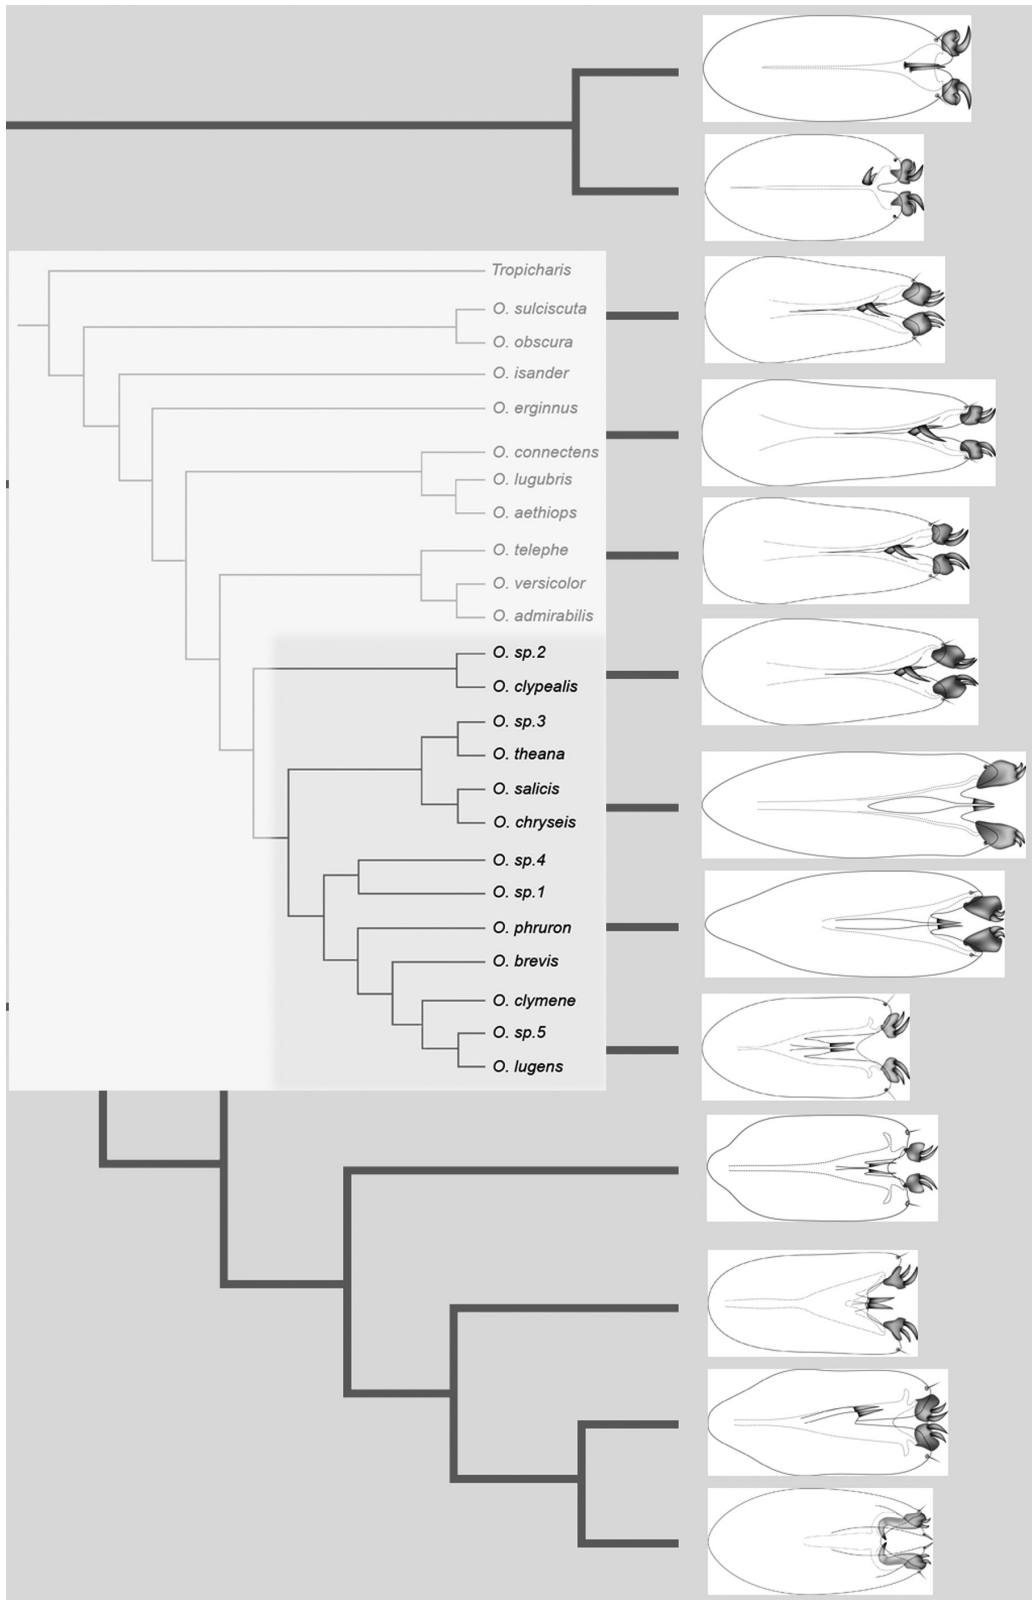 Tropicharis
O. sulciscuta
O. obscura
O. isander
O. erginnus
O. connectens
O. lugubris
O. aethiops
O. telephe
O. versicolor
O. admirabilis
O. sp.2
O. clypealis
O. sp.3
O. theana
O. salicis
O. chryseis
O. sp.4
O. sp.1
O. phruron
O. brevis
O. clymene
O. sp.5
O. lugens